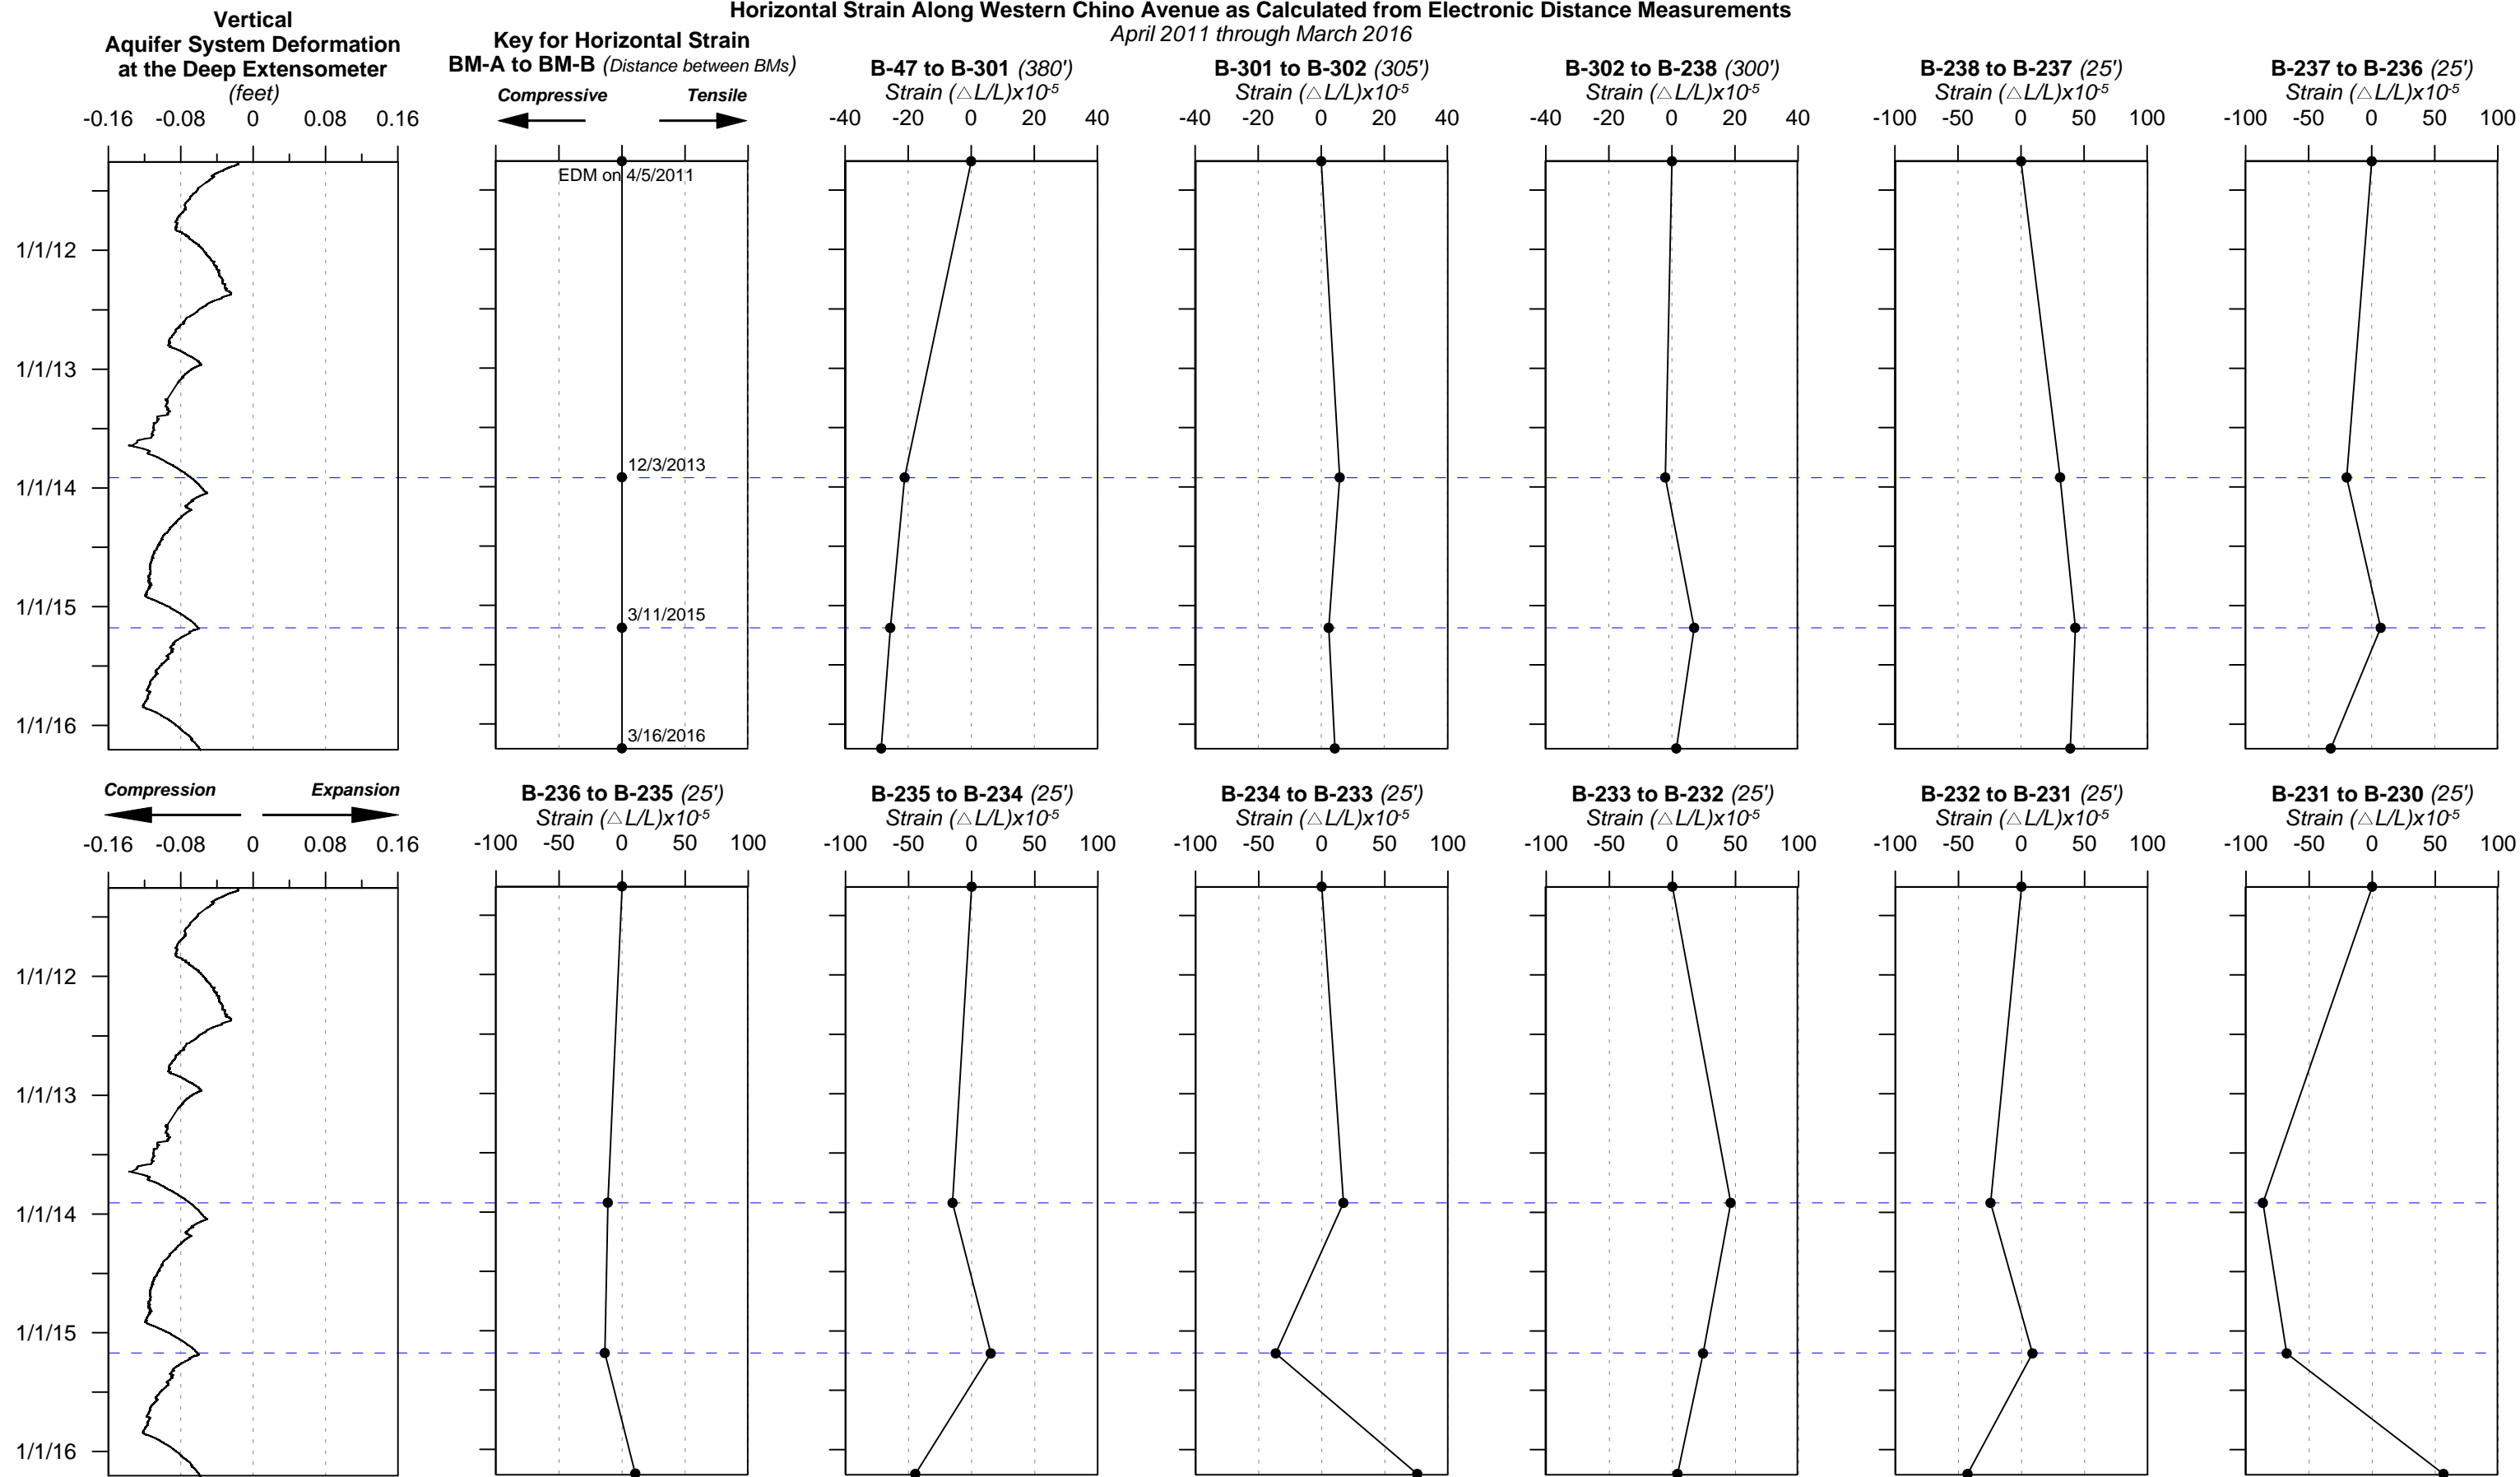 Horizontal Strain Along Western Chino Avenue as Calculated from Electronic Distance Measurements
April 2011 through March 2016
Vertical
Aquifer System Deformation
at the Deep Extensometer
(feet)
-0.16 -0.08 0 0.08 0.16
Key for Horizontal Strain
BM-A to BM-B (Distance between BMs)
Compressive Tensile
B-47 to B-301 (380')
Strain (△L/L)x10-5
-40 -20 0 20 40
B-301 to B-302 (305')
Strain (△L/L)x10-5
-40 -20 0 20 40
B-302 to B-238 (300')
Strain (△L/L)x10-5
-40 -20 0 20 40
B-238 to B-237 (25')
Strain (△L/L)x10-5
-100 -50 0 50 100
B-237 to B-236 (25')
Strain (△L/L)x10-5
-100 -50 0 50 100
EDM on 4/5/2011
12/3/2013
3/11/2015
3/16/2016
1/1/12
1/1/13
1/1/14
1/1/15
1/1/16
Compression Expansion
-0.16 -0.08 0 0.08 0.16
B-236 to B-235 (25')
Strain (△L/L)x10-5
-100 -50 0 50 100
B-235 to B-234 (25')
Strain (△L/L)x10-5
-100 -50 0 50 100
B-234 to B-233 (25')
Strain (△L/L)x10-5
-100 -50 0 50 100
B-233 to B-232 (25')
Strain (△L/L)x10-5
-100 -50 0 50 100
B-232 to B-231 (25')
Strain (△L/L)x10-5
-100 -50 0 50 100
B-231 to B-230 (25')
Strain (△L/L)x10-5
-100 -50 0 50 100
1/1/12
1/1/13
1/1/14
1/1/15
1/1/16